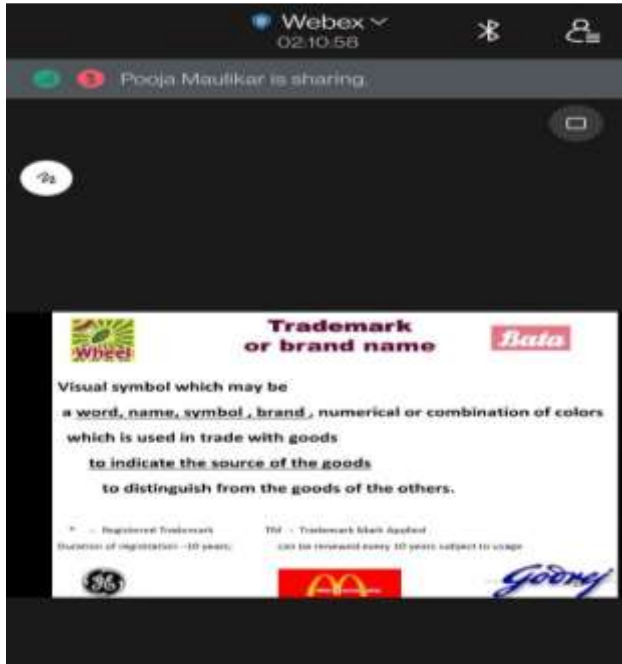 Webex
02:10:58
Pooja Maulikar is sharing.
Wheel
Trademark
or brand name
Bata
Visual symbol which may be
a word, name, symbol , brand , numerical or combination of colors
which is used in trade with goods
to indicate the source of the goods
to distinguish from the goods of the others.
- Registered Trademark TM - Trademark Mark Applied
Duration of registration -10 years; can be renewed every 10 years subject to usage
GE
Godrej